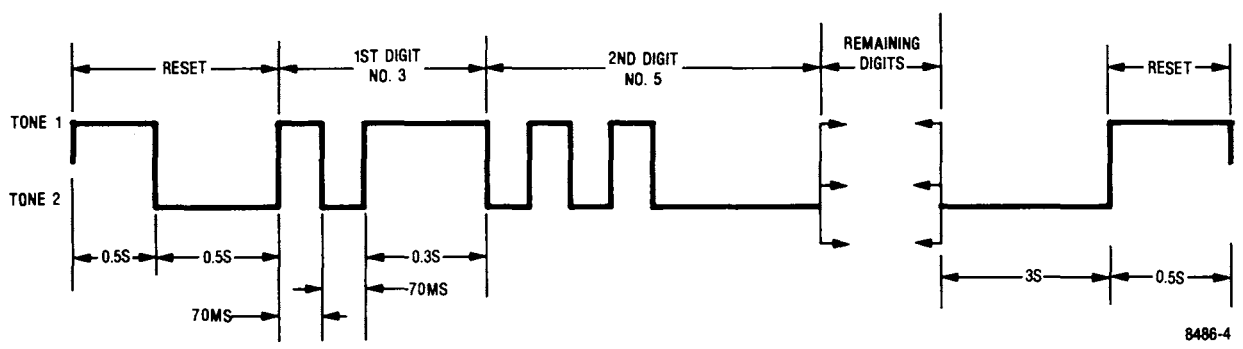 RESET
1ST DIGIT
NO. 3
2ND DIGIT
NO. 5
REMAINING
DIGITS
RESET
TONE 1
TONE 2
0.5S
0.5S
0.3S
70MS
70MS
3S
0.5S
8486-4